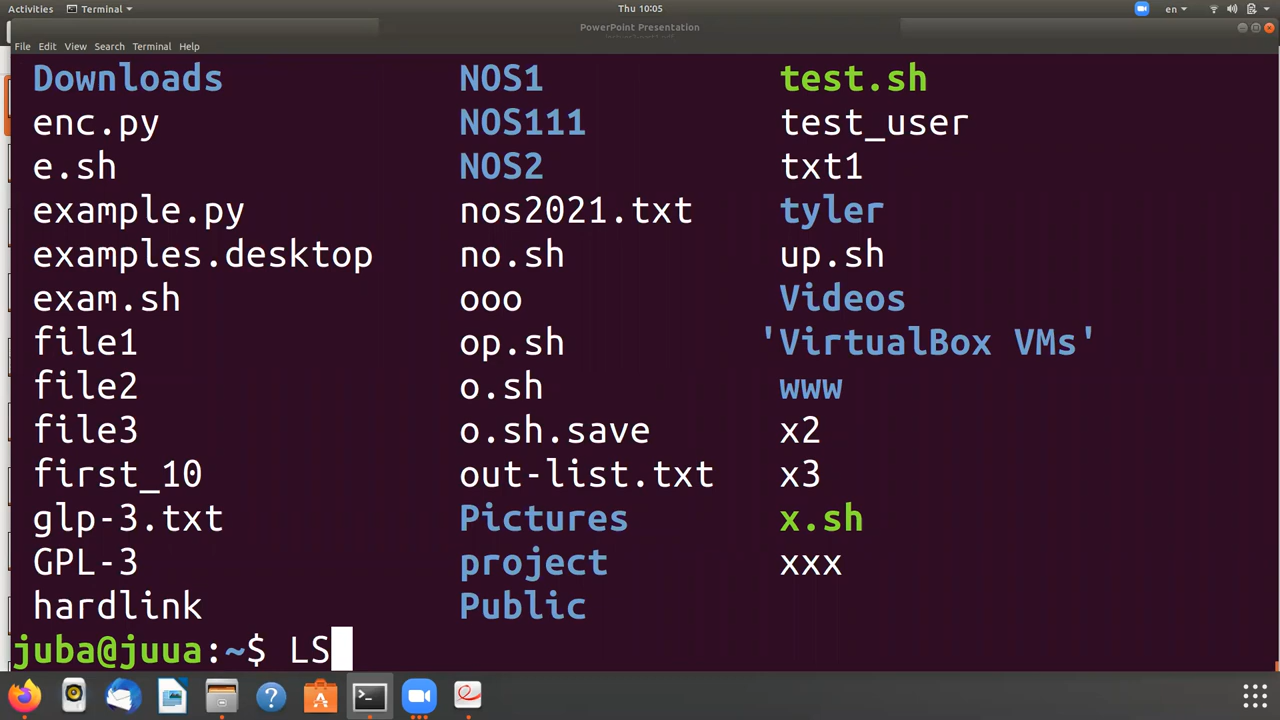 Activities Terminal Thu 10:05 en
PowerPoint Presentation
File Edit View Search Terminal Help
Downloads NOS1 test.sh
enc.py NOS111 test_user
e.sh NOS2 txt1
example.py nos2021.txt tyler
examples.desktop no.sh up.sh
exam.sh ooo Videos
file1 op.sh 'VirtualBox VMs'
file2 o.sh www
file3 o.sh.save x2
first_10 out-list.txt x3
glp-3.txt Pictures x.sh
GPL-3 project xxx
hardlink Public
juba@juua:~$ LS